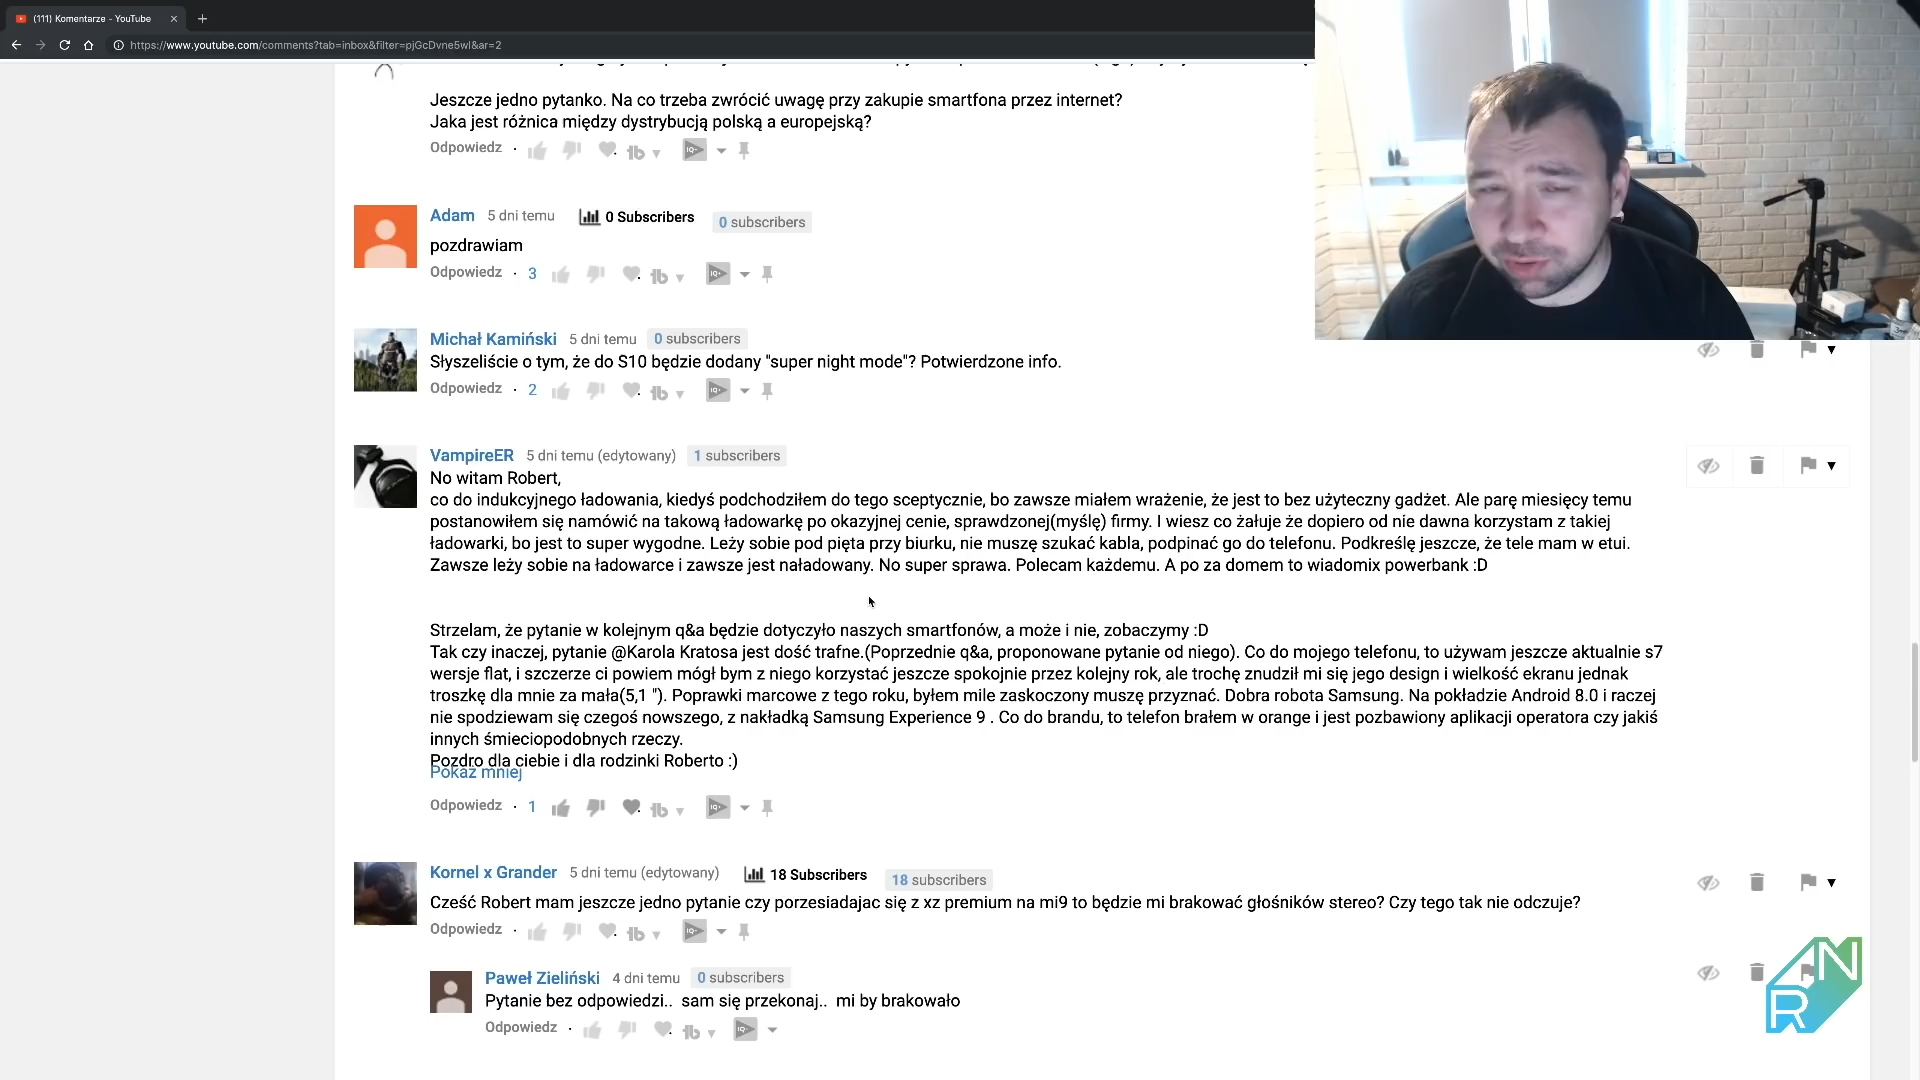 (111) Komentarze - YouTube
https://www.youtube.com/comments?tab=inbox&filter=pjGcDvne5wI&ar=2
Jeszcze jedno pytanko. Na co trzeba zwrócić uwagę przy zakupie smartfona przez internet?
Jaka jest różnica między dystrybucją polską a europejską?
Odpowiedz
Adam 5 dni temu 0 Subscribers 0 subscribers
pozdrawiam
Odpowiedz · 3
Michał Kamiński 5 dni temu 0 subscribers
Słyszeliście o tym, że do S10 będzie dodany "super night mode"? Potwierdzone info.
Odpowiedz · 2
VampireER 5 dni temu (edytowany) 1 subscribers
No witam Robert,
co do indukcyjnego ładowania, kiedyś podchodziłem do tego sceptycznie, bo zawsze miałem wrażenie, że jest to bez użyteczny gadżet. Ale parę miesięcy temu
postanowiłem się namówić na takową ładowarkę po okazyjnej cenie, sprawdzonej(myślę) firmy. I wiesz co żałuje że dopiero od nie dawna korzystam z takiej
ładowarki, bo jest to super wygodne. Leży sobie pod pięta przy biurku, nie muszę szukać kabla, podpinać go do telefonu. Podkreślę jeszcze, że tele mam w etui.
Zawsze leży sobie na ładowarce i zawsze jest naładowany. No super sprawa. Polecam każdemu. A po za domem to wiadomix powerbank :D
Strzelam, że pytanie w kolejnym q&a będzie dotyczyło naszych smartfonów, a może i nie, zobaczymy :D
Tak czy inaczej, pytanie @Karola Kratosa jest dość trafne.(Poprzednie q&a, proponowane pytanie od niego). Co do mojego telefonu, to używam jeszcze aktualnie s7
wersje flat, i szczerze ci powiem mógł bym z niego korzystać jeszcze spokojnie przez kolejny rok, ale trochę znudził mi się jego design i wielkość ekranu jednak
troszkę dla mnie za mała(5,1 "). Poprawki marcowe z tego roku, byłem mile zaskoczony muszę przyznać. Dobra robota Samsung. Na pokładzie Android 8.0 i raczej
nie spodziewam się czegoś nowszego, z nakładką Samsung Experience 9 . Co do brandu, to telefon brałem w orange i jest pozbawiony aplikacji operatora czy jakiś
innych śmieciopodobnych rzeczy.
Pozdro dla ciebie i dla rodzinki Roberto :)
Pokaż mniej
Odpowiedz · 1
Kornel x Grander 5 dni temu (edytowany) 18 Subscribers 18 subscribers
Cześć Robert mam jeszcze jedno pytanie czy porzesiadajac się z xz premium na mi9 to będzie mi brakować głośników stereo? Czy tego tak nie odczuje?
Odpowiedz
Paweł Zieliński 4 dni temu 0 subscribers
Pytanie bez odpowiedzi.. sam się przekonaj.. mi by brakowało
Odpowiedz
RN